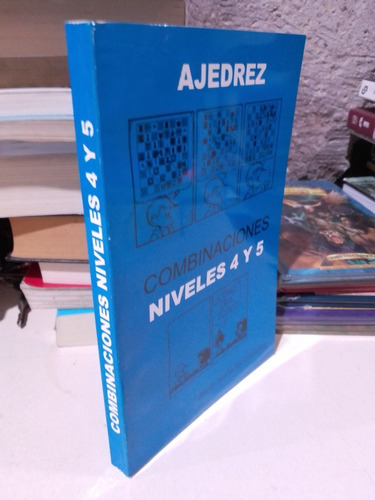 AJEDREZ
COMBINACIONES
NIVELES 4 Y 5
COMBINACIONES NIVELES 4 Y 5